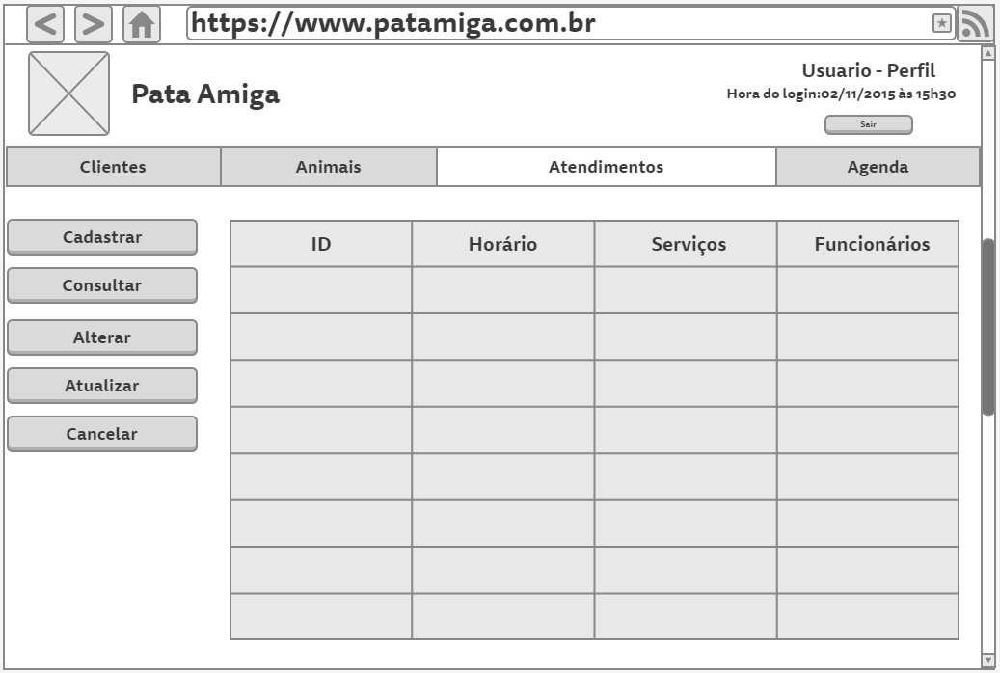 https://www.patamiga.com.br
Usuario - Perfil
Pata Amiga
Hora do login:02/11/2015 às 15h30
Sair
Clientes Animais Atendimentos Agenda
Cadastrar
Consultar
Alterar
Atualizar
Cancelar
ID Horário Serviços Funcionários